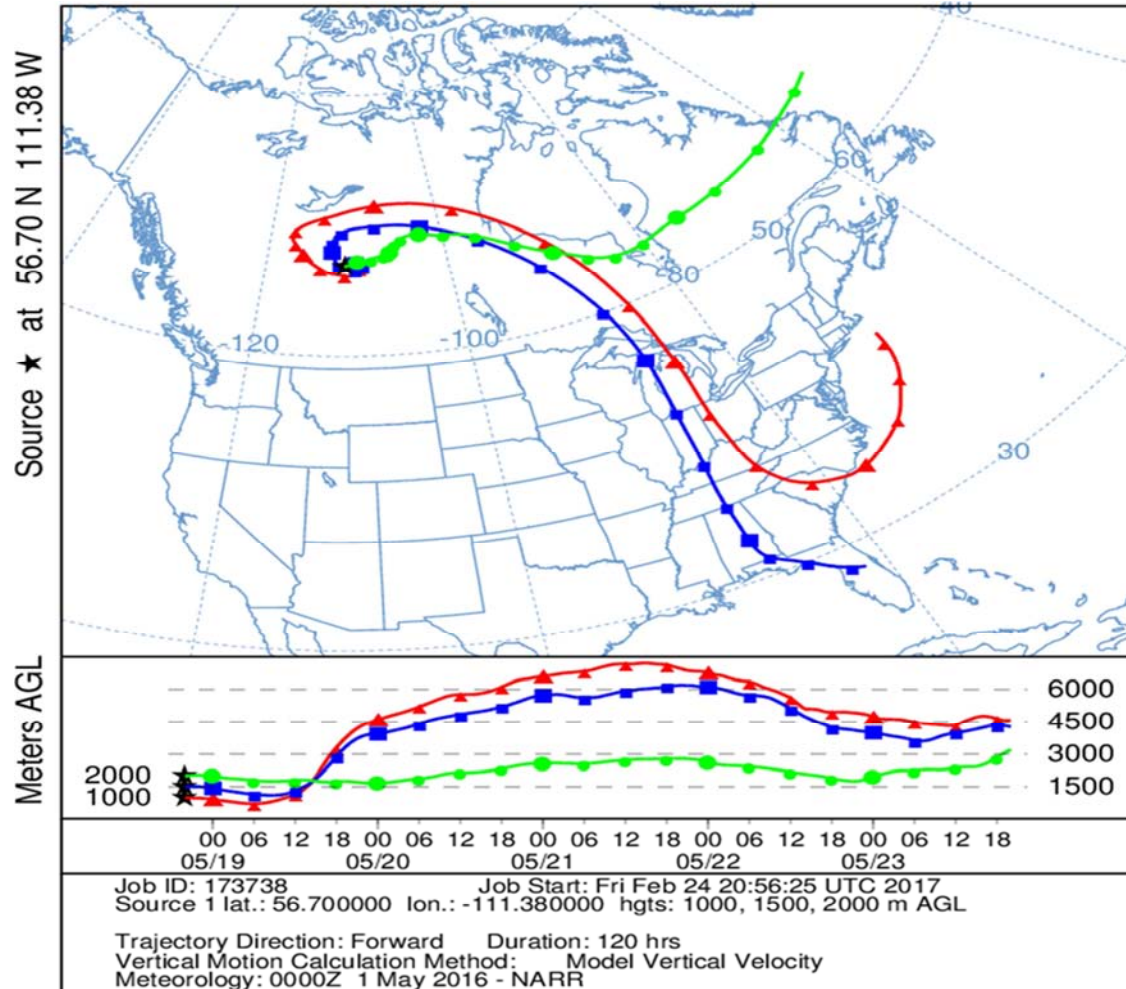 Source ★ at 56.70 N 111.38 W
40
60
50
80
-120
-100
30
Meters AGL
6000
4500
3000
2000
1500
1000
00 06 12 18 00 06 12 18 00 06 12 18 00 06 12 18 00 06 12 18
05/19 05/20 05/21 05/22 05/23
Job ID: 173738 Job Start: Fri Feb 24 20:56:25 UTC 2017
Source 1 lat.: 56.700000 lon.: -111.380000 hgts: 1000, 1500, 2000 m AGL
Trajectory Direction: Forward Duration: 120 hrs
Vertical Motion Calculation Method: Model Vertical Velocity
Meteorology: 0000Z 1 May 2016 - NARR